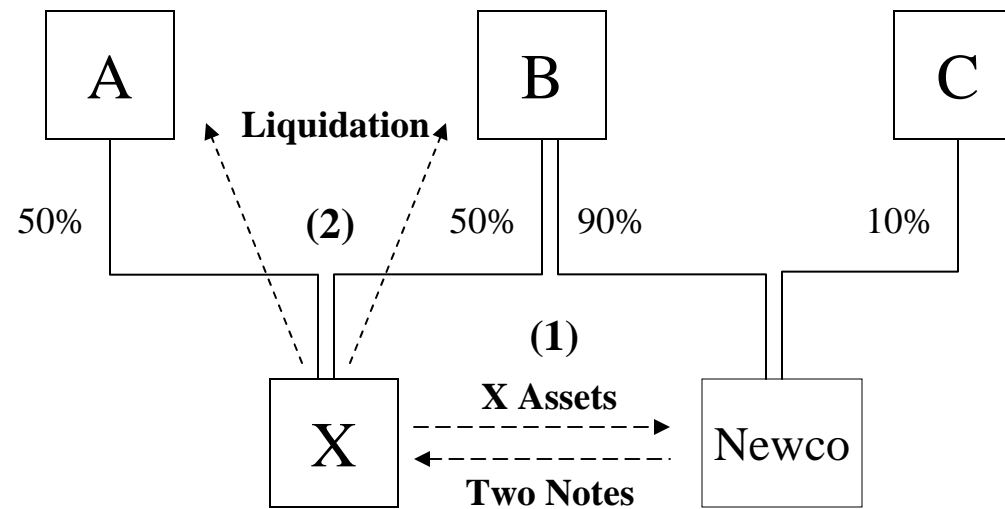 A
B
C
Liquidation
50%
(2)
50%
90%
10%
(1)
X Assets
X
Newco
Two Notes